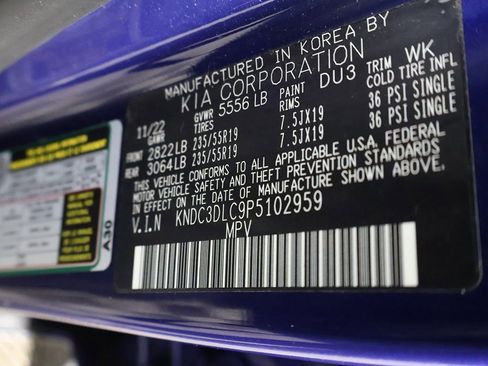 MANUFACTURED IN KOREA BY
KIA CORPORATION
11/22 GVWR 5556 LB PAINT DU3 TRIM WK
TIRES RIMS COLD TIRE INFL
FRONT 2822LB 235/55R19 7.5JX19 36 PSI SINGLE
REAR 3064LB 235/55R19 7.5JX19 36 PSI SINGLE
THIS VEHICLE CONFORMS TO ALL APPLICABLE U.S.A. FEDERAL
MOTOR VEHICLE SAFETY AND THEFT PREVENTION STANDARDS
IN EFFECT ON THE DATE OF MANUFACTURE SHOWN ABOVE.
V.I.N KNDC3DLC9P5102959
MPV
A30